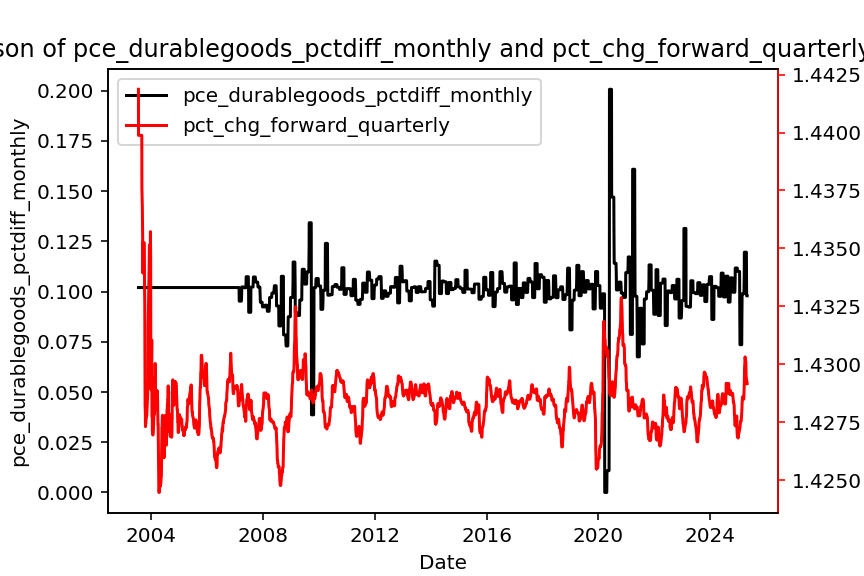 son of pce_durablegoods_pctdiff_monthly and pct_chg_forward_quarterly
pce_durablegoods_pctdiff_monthly
pct_chg_forward_quarterly
pce_durablegoods_pctdiff_monthly
0.200
0.175
0.150
0.125
0.100
0.075
0.050
0.025
0.000
1.4425
1.4400
1.4375
1.4350
1.4325
1.4300
1.4275
1.4250
2004 2008 2012 2016 2020 2024
Date